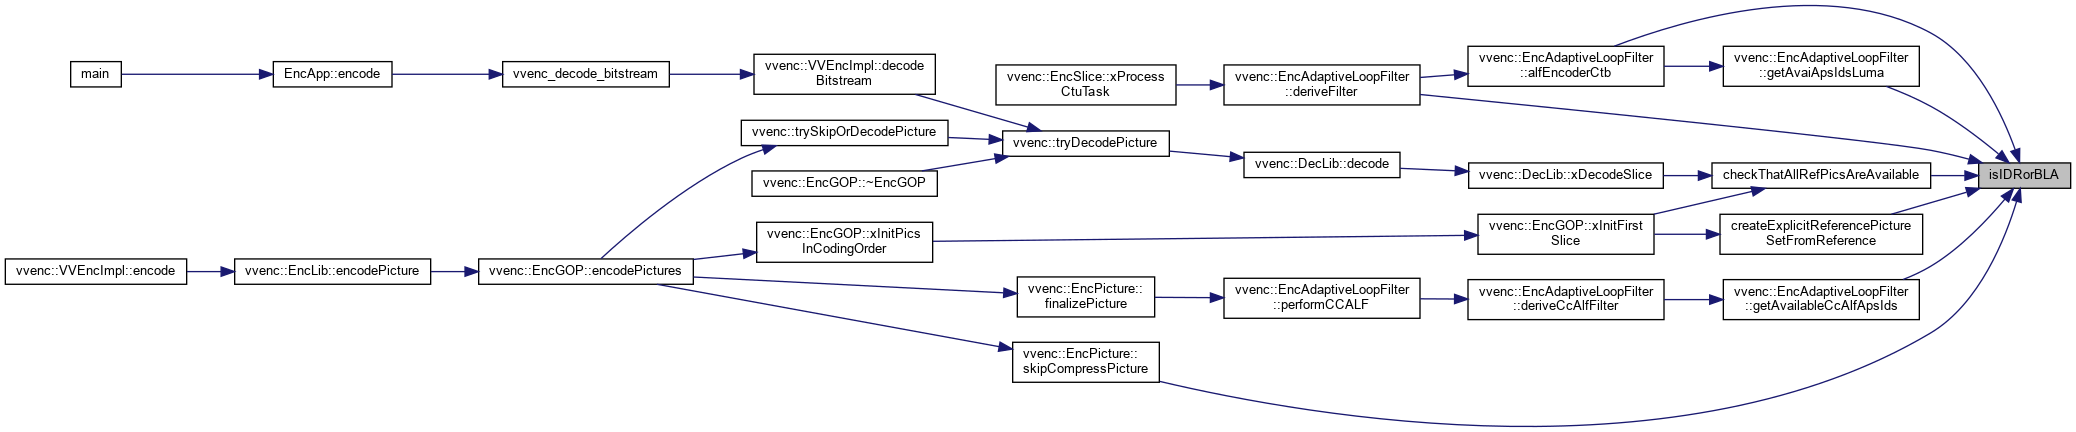 main
EncApp::encode
vvenc_decode_bitstream
vvenc::VVEncImpl::decode
Bitstream
vvenc::EncSlice::xProcess
CtuTask
vvenc::EncAdaptiveLoopFilter
::deriveFilter
vvenc::EncAdaptiveLoopFilter
::alfEncoderCtb
vvenc::EncAdaptiveLoopFilter
::getAvaiApsIdsLuma
vvenc::trySkipOrDecodePicture
vvenc::tryDecodePicture
vvenc::EncGOP::~EncGOP
vvenc::DecLib::decode
vvenc::DecLib::xDecodeSlice
checkThatAllRefPicsAreAvailable
isIDRorBLA
vvenc::EncGOP::xInitPics
InCodingOrder
vvenc::EncGOP::xInitFirst
Slice
createExplicitReferencePicture
SetFromReference
vvenc::VVEncImpl::encode
vvenc::EncLib::encodePicture
vvenc::EncGOP::encodePictures
vvenc::EncPicture::
finalizePicture
vvenc::EncAdaptiveLoopFilter
::performCCALF
vvenc::EncAdaptiveLoopFilter
::deriveCcAlfFilter
vvenc::EncAdaptiveLoopFilter
::getAvailableCcAlfApsIds
vvenc::EncPicture::
skipCompressPicture